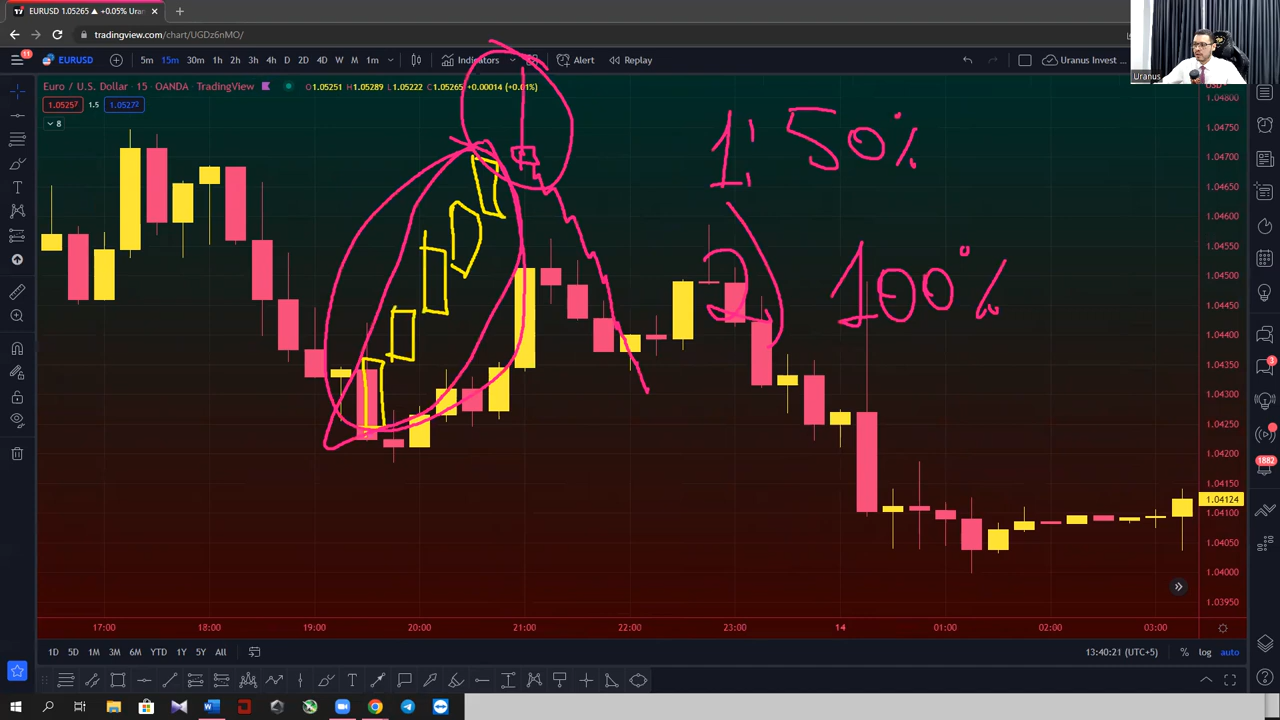 EURUSD 1.05265 ▲ +0.05% Uran
tradingview.com/chart/UGDz6nMO/
11
EURUSD
5m 15m 30m 1h 2h 3h 4h D 2D W M 1m
Indicators
Alert
Replay
Uranus Invest
Uranus
Euro / U.S. Dollar · 15 · OANDA · TradingView
O1.05251 H1.05289 L1.05222 C1.05265 +0.00014 (+0.01%)
1.05257 1.5 1.05272
8
1: 50%
2 100%
1.04800
1.04750
1.04700
1.04650
1.04600
1.04550
1.04500
1.04450
1.04400
1.04350
1.04300
1.04250
1.04200
1.04150
1.04124
1.04100
1.04050
1.04000
1.03950
3
1882
17:00 18:00 19:00 20:00 21:00 22:00 23:00 14 01:00 02:00 03:00
1D 5D 1M 3M 6M YTD 1Y 5Y All
13:40:21 (UTC+5) % log auto